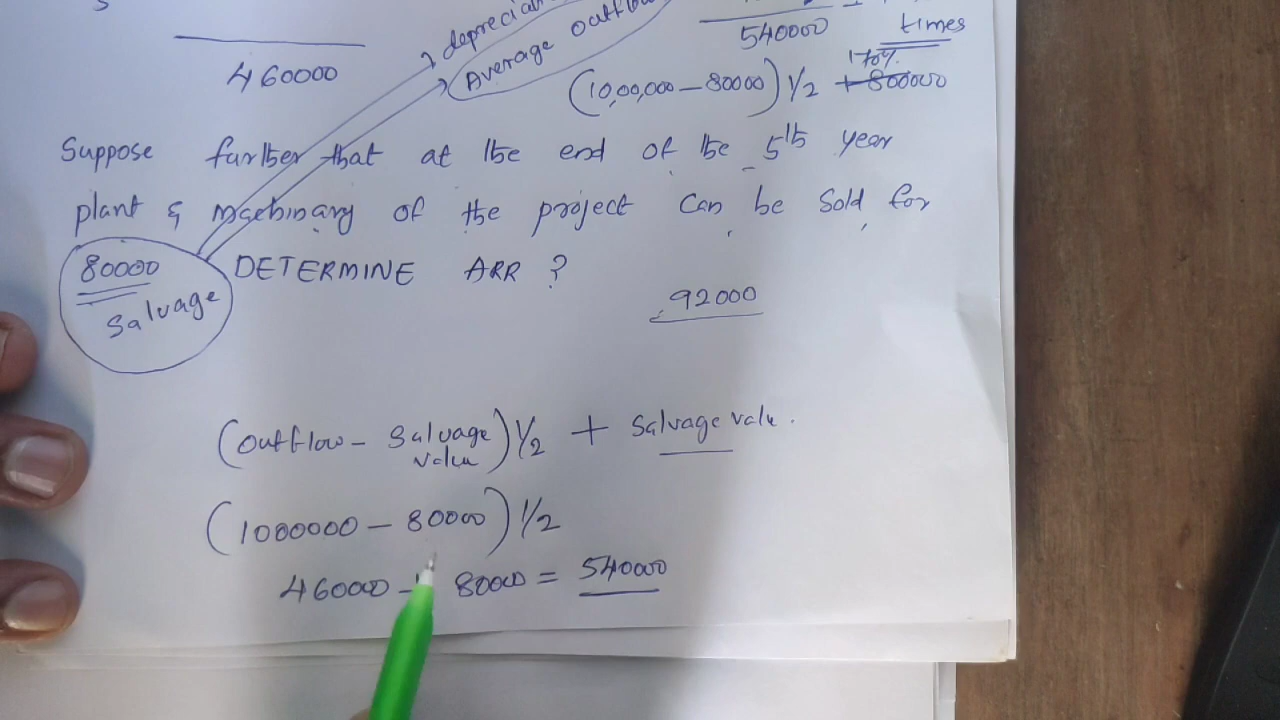 depreciat
Average outflow
540000
times
460000
(10,00,000 - 80000) 1/2 + 800000
Suppose further that at the end of the 5th year
plant & machinary of the project can be sold for
80000 DETERMINE ARR ?
Salvage
92000
(outflow - Salvage value) 1/2 + Salvage value.
(1000000 - 80000) 1/2
460000 80000 = 540000